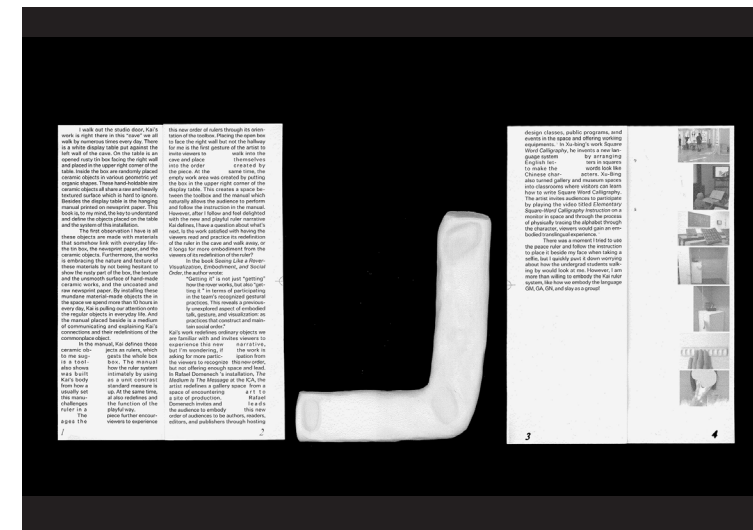 I walk out the studio door, Kai's
work is right there in this "cave" we all
walk by numerous times every day. There
is a white display table put against the
left wall of the cave. On the table is an
opened rusty tin box facing the right wall
and placed in the upper right corner of the
table. Inside the box are randomly placed
ceramic objects in various geometric yet
organic shapes. These hand-holdable size
ceramic objects all share a raw and heavily
textured surface which is hard to ignore.
Besides the display table is the hanging
manual printed on newsprint paper. This
book is, to my mind, the key to understand
and define the objects placed on the table
and the system of this installation.
The first observation I have is all
these objects are made with materials
that somehow link with everyday life-
the tin box, the newsprint paper, and the
ceramic objects. Furthermore, the works
is embracing the nature and texture of
these materials by not being hesitant to
show the rusty part of the box, the texture
and the unsmooth surface of hand-made
ceramic works, and the uncoated and
raw newsprint paper. By installing these
mundane material-made objects in the
the space we spend more than 10 hours in
every day, Kai is pulling our attention onto
the regular objects in everyday life. And
the manual placed beside is a medium
of communicating and explaining Kai's
connections and their redefinitions of the
commonplace object.
In the manual, Kai defines these
ceramic ob- jects as rulers, which
to me sug- gests the whole box
is a tool- box. The manual
also shows how the ruler system
was built intimately by using
Kai's body as a unit contrast
from how a standard measure is
usually set up. At the same time,
this manu- al also redefines and
challenges the function of the
ruler in a playful way.
The piece further encour-
ages the viewers to experience
1
this new order of rulers through its orien-
tation of the toolbox. Placing the open box
to face the right wall but not the hallway
for me is the first gesture of the artist to
invite viewers to walk into the
cave and place themselves
into the order created by
the piece. At the same time, the
empty work area was created by putting
the box in the upper right corner of the
display table. This creates a space be-
tween the toolbox and the manual which
naturally allows the audience to perform
and follow the instruction in the manual.
However, after I follow and feel delighted
with the new and playful ruler narrative
Kai defines, I have a question about what's
next. Is the work satisfied with having the
viewers read and practice its redefinition
of the ruler in the cave and walk away, or
it longs for more embodiment from the
viewers of its redefinition of the ruler?
In the book Seeing Like a Rover-
Visualization, Embodiment, and Social
Order, the author wrote:
"Getting it" is not just "getting"
how the rover works, but also "get-
ting it " in terms of participating
in the team's recognized gestural
practices. This reveals a previous-
ly unexplored aspect of embodied
talk, gesture, and visualization: as
practices that construct and main-
tain social order."
Kai's work redefines ordinary objects we
are familiar with and invites viewers to
experience this new narrative,
but I'm wondering, if the work is
asking for more partic- ipation from
the viewers to recognize this new order,
but not offering enough space and lead.
In Rafael Domenech 's installation, The
Medium Is The Message at the ICA, the
artist redefines a gallery space from a
space of encountering art to
a site of production. Rafael
Domenech invites and leads
the audience to embody this new
order of audiences to be authors, readers,
editors, and publishers through hosting
2
design classes, public programs, and
events in the space and offering working
equipments. In Xu-bing's work Square
Word Calligraphy, he invents a new lan-
guage system by arranging
English let- ters in squares
to make the words look like
Chinese char- acters. Xu-Bing
also turned gallery and museum spaces
into classrooms where visitors can learn
how to write Square Word Calligraphy.
The artist invites audiences to participate
by playing the video titled Elementary
Square-Word Calligraphy Instruction on a
monitor in space and through the process
of physically tracing the alphabet through
the character, viewers would gain an em-
bodied translingual experience.
There was a moment I tried to use
the peace ruler and follow the instruction
to place it beside my face when taking a
selfie, but I quickly put it down worrying
about how the undergrad students walk-
ing by would look at me. However, I am
more than willing to embody the Kai ruler
system, like how we embody the language
GM, GA, GN, and play as a group!
3
4